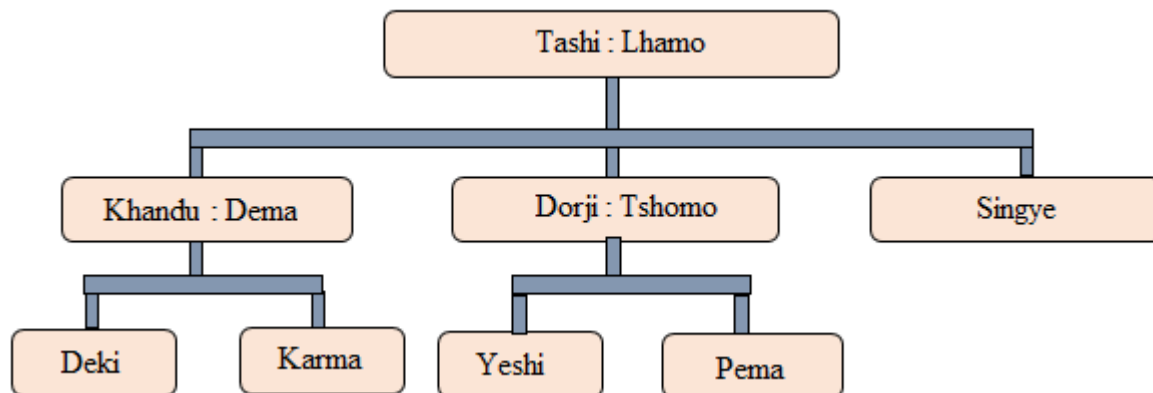 Tashi : Lhamo
Khandu : Dema
Dorji : Tshomo
Singye
Deki
Karma
Yeshi
Pema